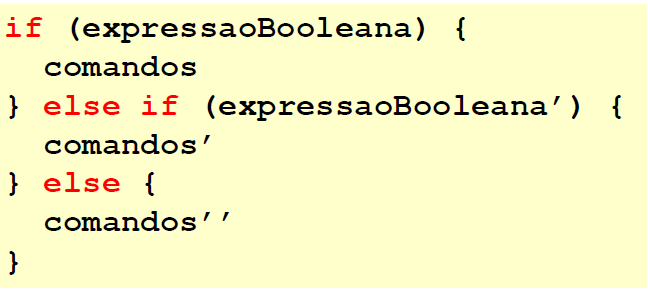 if (expressaoBooleana) {
  comandos
} else if (expressaoBooleana’) {
  comandos’
} else {
  comandos’’
}